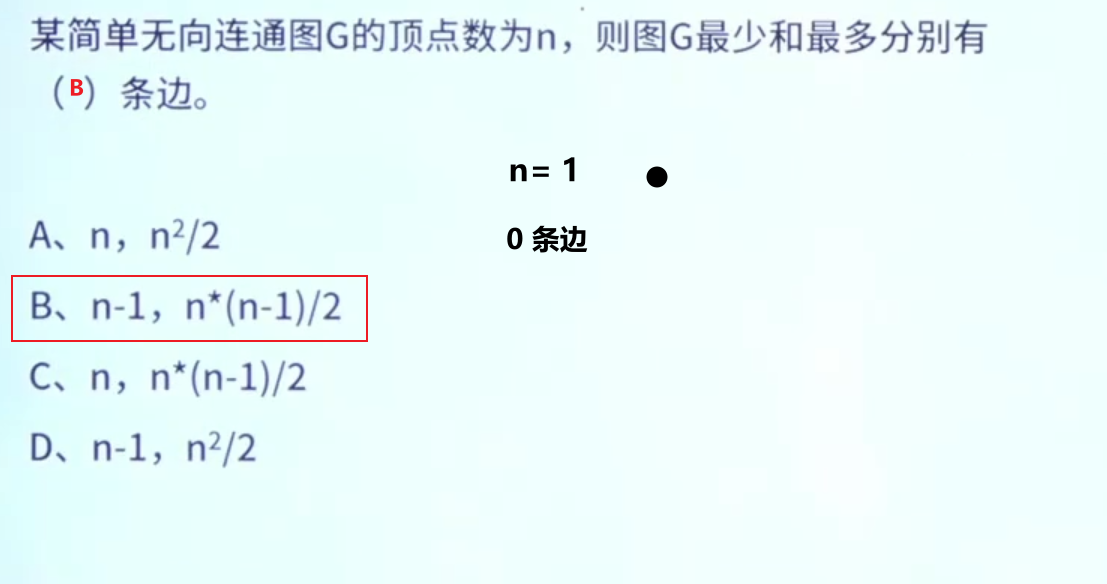 某简单无向连通图G的顶点数为n，则图G最少和最多分别有
（B）条边。
n= 1
A、n，n²/2
0 条边
B、n-1，n*(n-1)/2
C、n，n*(n-1)/2
D、n-1，n²/2